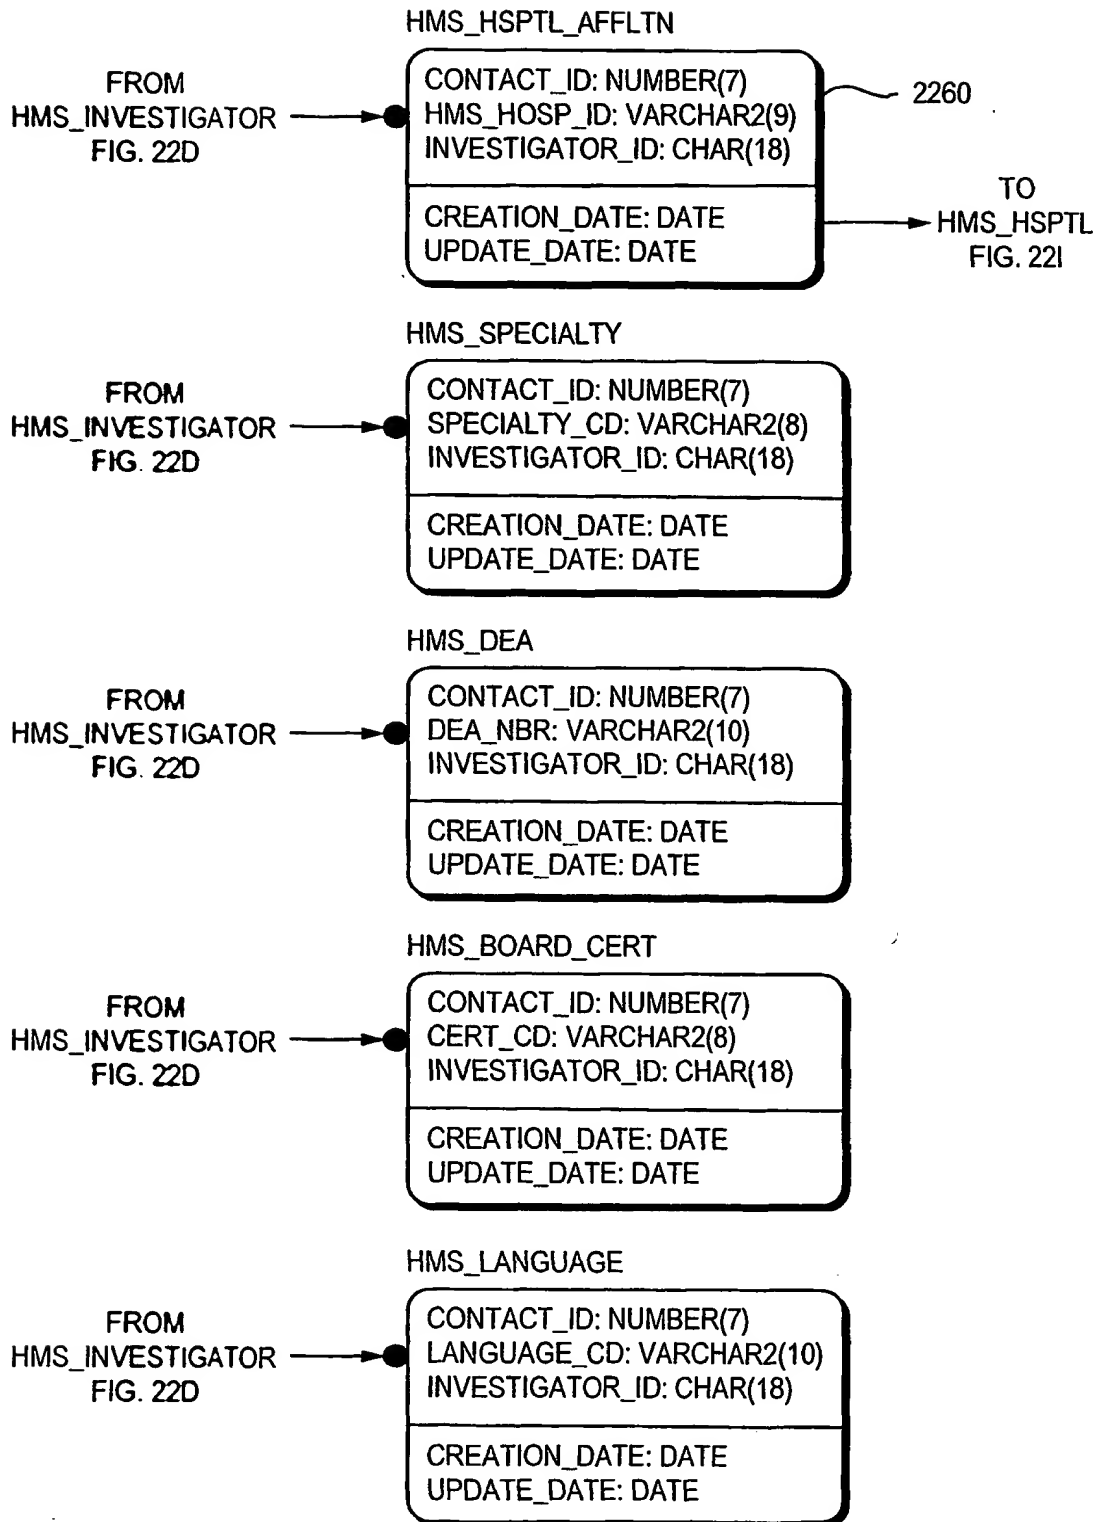 HMS_HSPTL_AFFLTN
FROM
HMS_INVESTIGATOR
FIG. 22D
CONTACT_ID: NUMBER(7)
HMS_HOSP_ID: VARCHAR2(9)
INVESTIGATOR_ID: CHAR(18)
CREATION_DATE: DATE
UPDATE_DATE: DATE
2260
TO
HMS_HSPTL
FIG. 22I
HMS_SPECIALTY
FROM
HMS_INVESTIGATOR
FIG. 22D
CONTACT_ID: NUMBER(7)
SPECIALTY_CD: VARCHAR2(8)
INVESTIGATOR_ID: CHAR(18)
CREATION_DATE: DATE
UPDATE_DATE: DATE
HMS_DEA
FROM
HMS_INVESTIGATOR
FIG. 22D
CONTACT_ID: NUMBER(7)
DEA_NBR: VARCHAR2(10)
INVESTIGATOR_ID: CHAR(18)
CREATION_DATE: DATE
UPDATE_DATE: DATE
HMS_BOARD_CERT
FROM
HMS_INVESTIGATOR
FIG. 22D
CONTACT_ID: NUMBER(7)
CERT_CD: VARCHAR2(8)
INVESTIGATOR_ID: CHAR(18)
CREATION_DATE: DATE
UPDATE_DATE: DATE
HMS_LANGUAGE
FROM
HMS_INVESTIGATOR
FIG. 22D
CONTACT_ID: NUMBER(7)
LANGUAGE_CD: VARCHAR2(10)
INVESTIGATOR_ID: CHAR(18)
CREATION_DATE: DATE
UPDATE_DATE: DATE